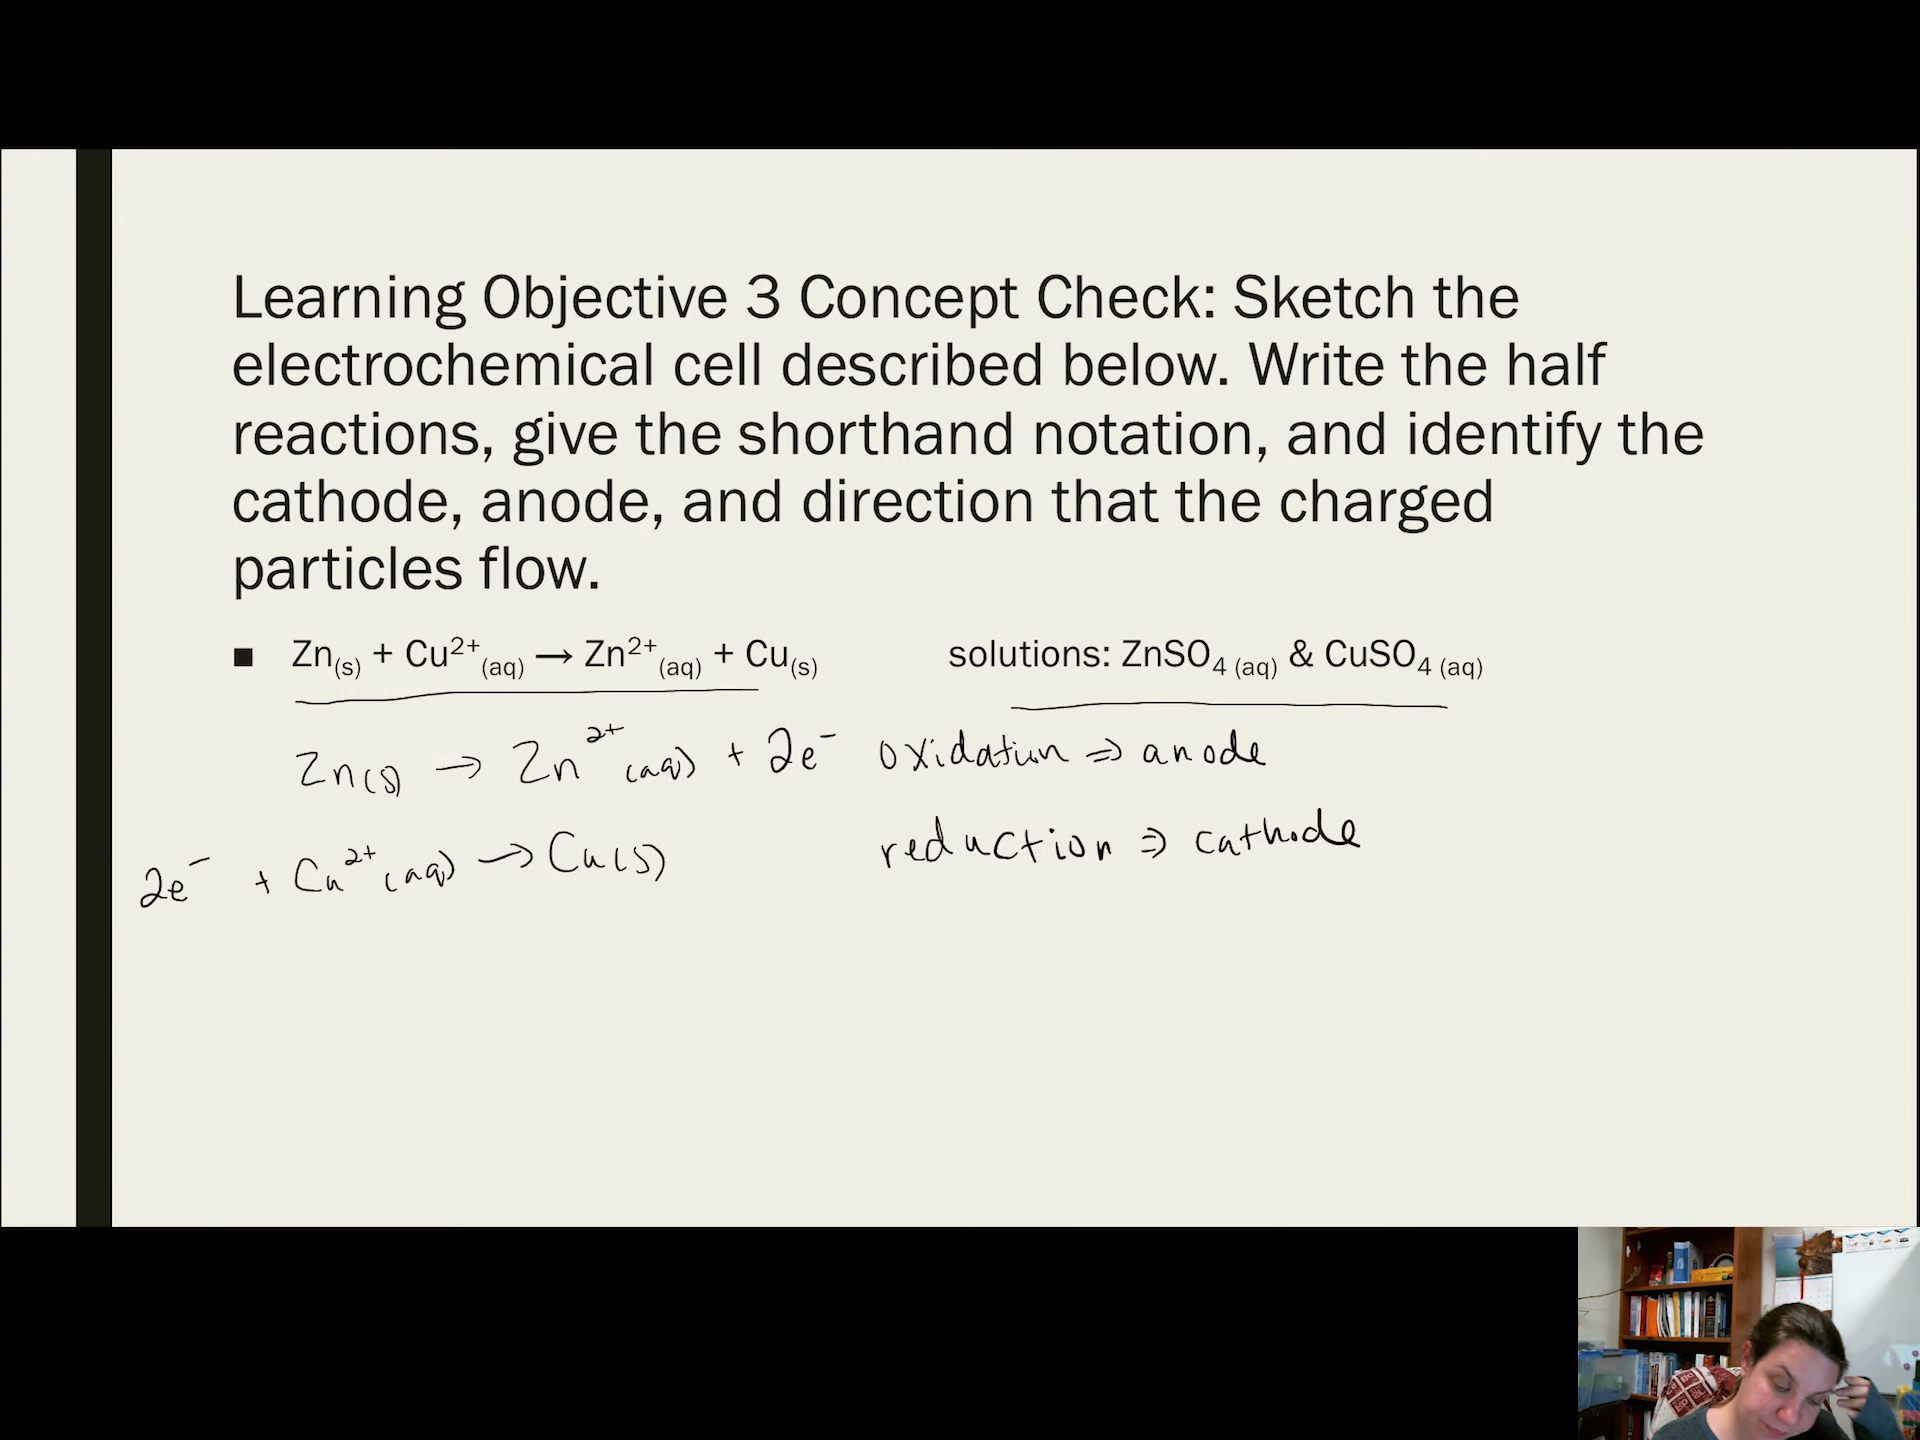 Learning Objective 3 Concept Check: Sketch the
electrochemical cell described below. Write the half
reactions, give the shorthand notation, and identify the
cathode, anode, and direction that the charged
particles flow.
■ Zn(s) + Cu²⁺(aq) → Zn²⁺(aq) + Cu(s) solutions: ZnSO₄ (aq) & CuSO₄ (aq)
Zn(s) → Zn²⁺(aq) + 2e⁻ oxidation ⇒ anode
2e⁻ + Cu²⁺(aq) → Cu(s) reduction ⇒ cathode